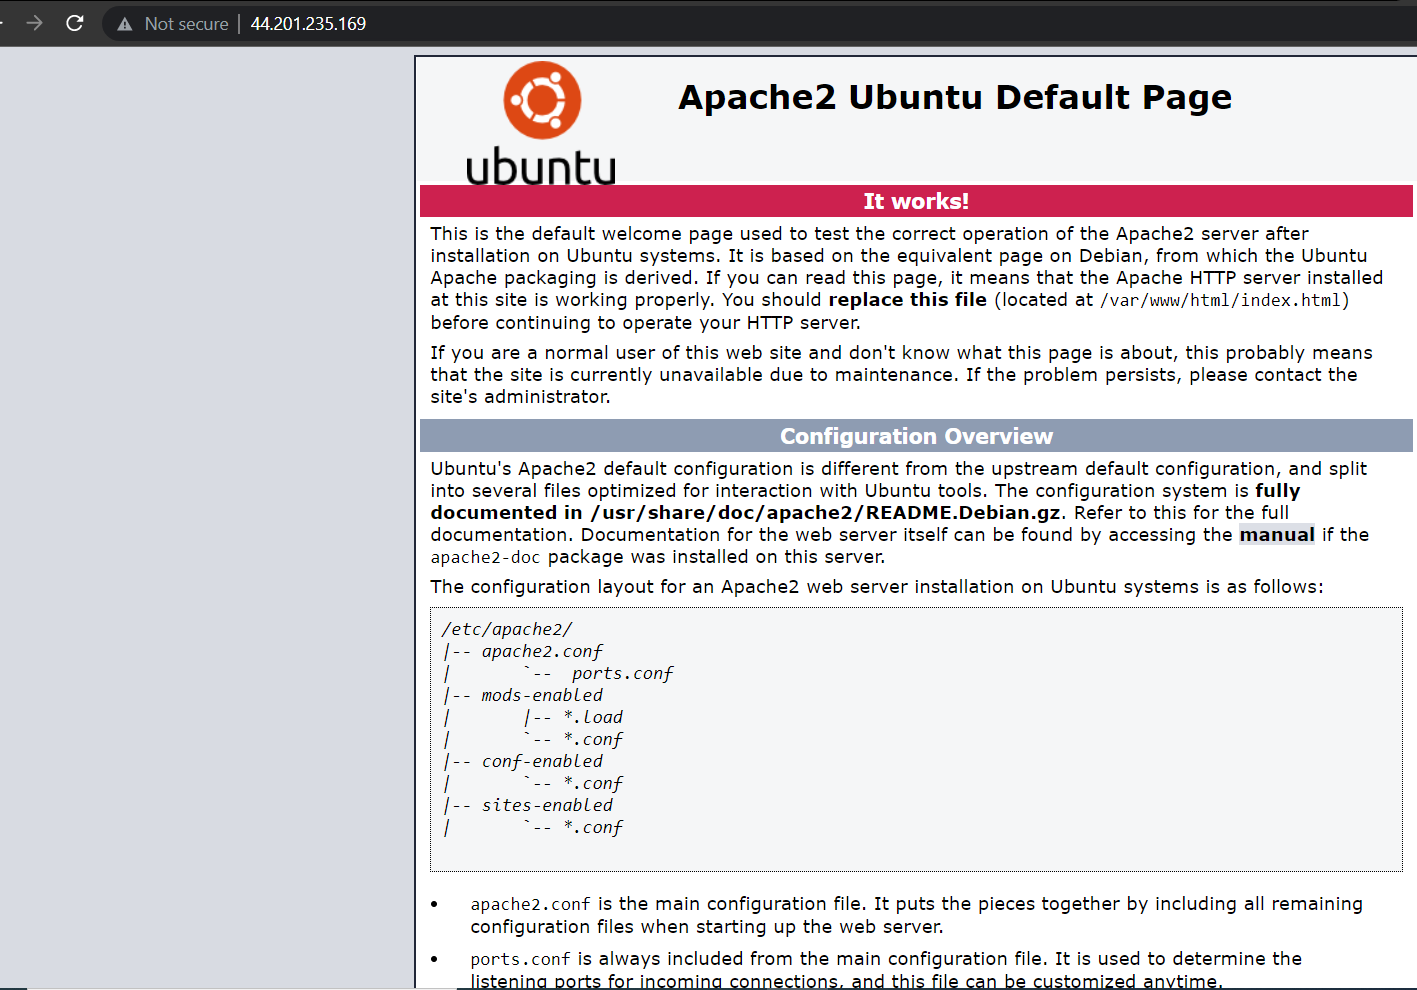 Not secure | 44.201.235.169
ubuntu
Apache2 Ubuntu Default Page
It works!
This is the default welcome page used to test the correct operation of the Apache2 server after
installation on Ubuntu systems. It is based on the equivalent page on Debian, from which the Ubuntu
Apache packaging is derived. If you can read this page, it means that the Apache HTTP server installed
at this site is working properly. You should replace this file (located at /var/www/html/index.html)
before continuing to operate your HTTP server.
If you are a normal user of this web site and don't know what this page is about, this probably means
that the site is currently unavailable due to maintenance. If the problem persists, please contact the
site's administrator.
Configuration Overview
Ubuntu's Apache2 default configuration is different from the upstream default configuration, and split
into several files optimized for interaction with Ubuntu tools. The configuration system is fully
documented in /usr/share/doc/apache2/README.Debian.gz. Refer to this for the full
documentation. Documentation for the web server itself can be found by accessing the manual if the
apache2-doc package was installed on this server.
The configuration layout for an Apache2 web server installation on Ubuntu systems is as follows:
/etc/apache2/
|-- apache2.conf
|       `--  ports.conf
|-- mods-enabled
|       |-- *.load
|       `-- *.conf
|-- conf-enabled
|       `-- *.conf
|-- sites-enabled
|       `-- *.conf
• apache2.conf is the main configuration file. It puts the pieces together by including all remaining
configuration files when starting up the web server.
• ports.conf is always included from the main configuration file. It is used to determine the
listening ports for incoming connections, and this file can be customized anytime.